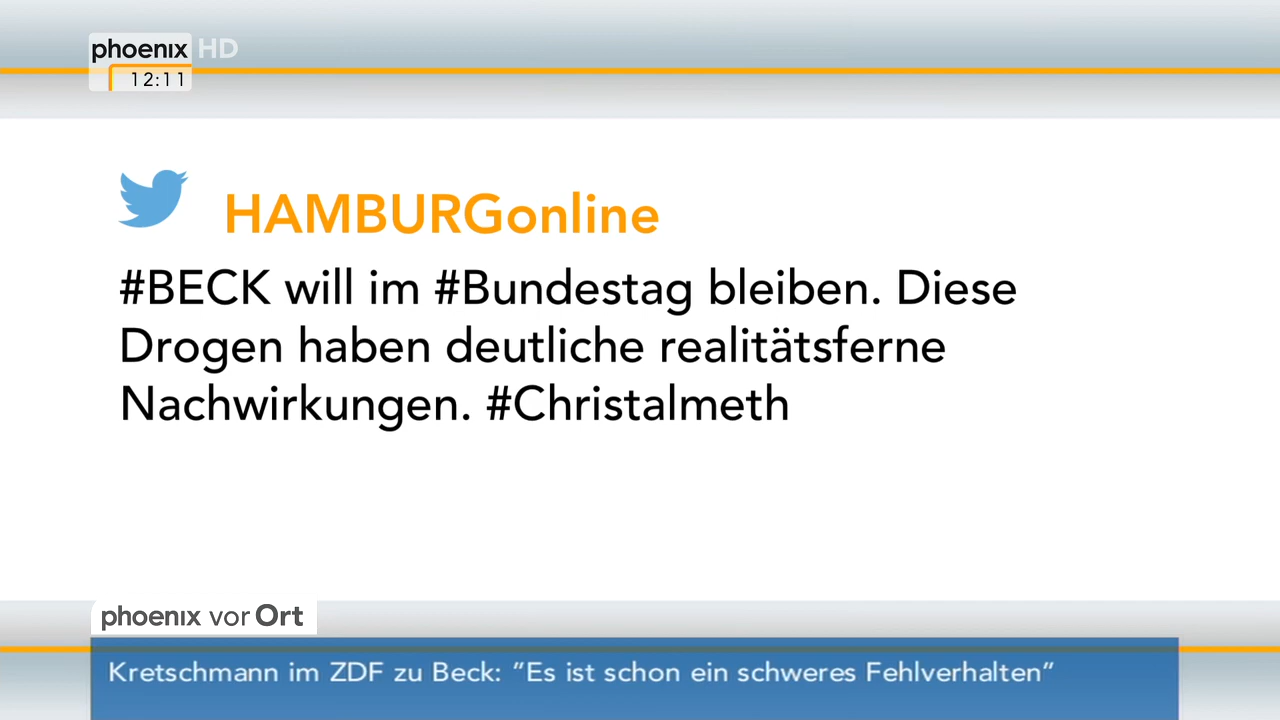 phoenix HD
12:11
HAMBURGonline
#BECK will im #Bundestag bleiben. Diese
Drogen haben deutliche realitätsferne
Nachwirkungen. #Christalmeth
phoenix vor Ort
Kretschmann im ZDF zu Beck: “Es ist schon ein schweres Fehlverhalten”